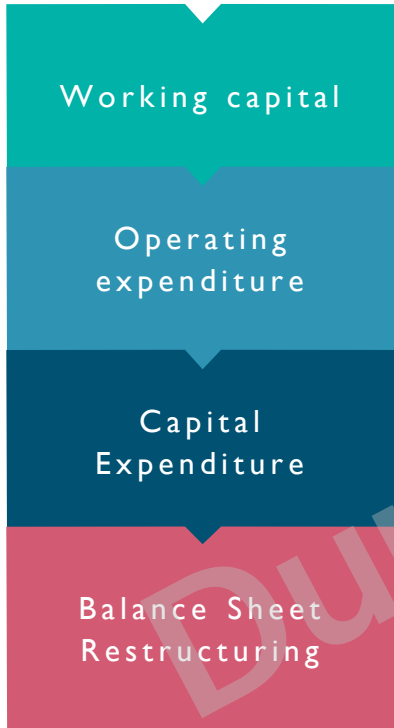 Working capital
Operating
expenditure
Capital
Expenditure
Balance Sheet
Restructuring